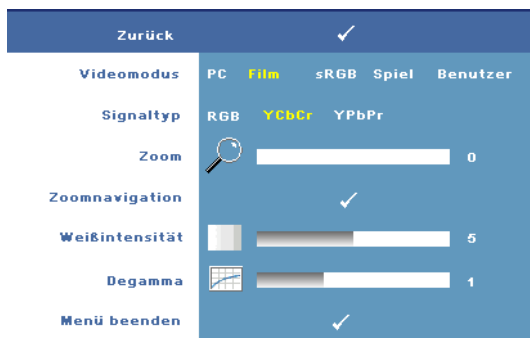 Zurück
Videomodus PC Film sRGB Spiel Benutzer
Signaltyp RGB YCbCr YPbPr
Zoom 0
Zoomnavigation
Weißintensität 5
Degamma 1
Menü beenden